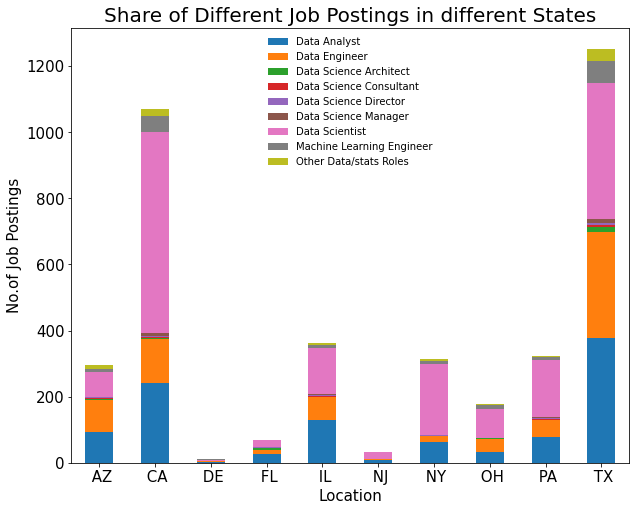 Share of Different Job Postings in different States
Data Analyst
Data Engineer
Data Science Architect
Data Science Consultant
Data Science Director
Data Science Manager
Data Scientist
Machine Learning Engineer
Other Data/stats Roles
No.of Job Postings
1200
1000
800
600
400
200
0
AZ CA DE FL IL NJ NY OH PA TX
Location